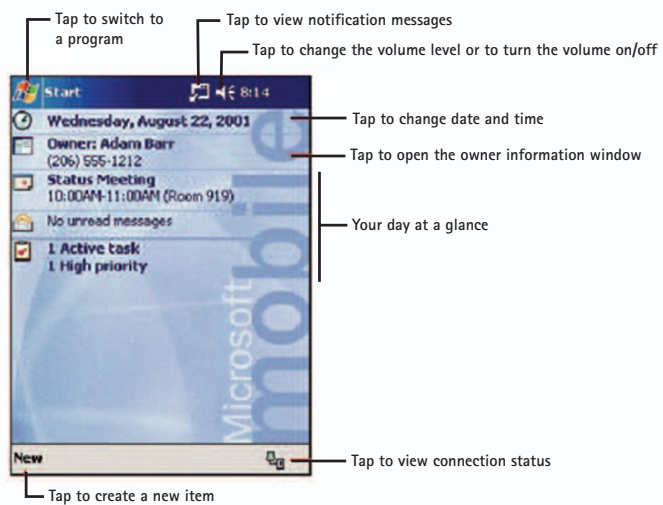 Tap to switch to
a program
Tap to view notification messages
Tap to change the volume level or to turn the volume on/off
Start
8:14
Wednesday, August 22, 2001
Tap to change date and time
Owner: Adam Barr
(206) 555-1212
Tap to open the owner information window
Status Meeting
10:00AM-11:00AM (Room 919)
No unread messages
Your day at a glance
1 Active task
1 High priority
Microsoft
mobile
New
Tap to view connection status
Tap to create a new item